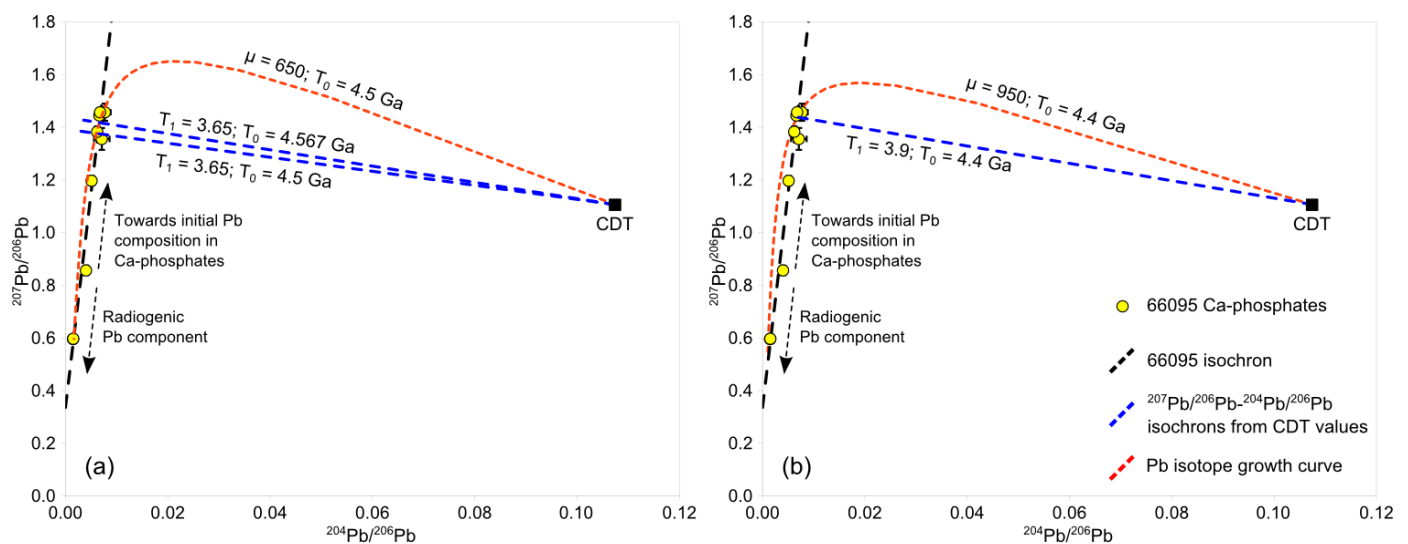 1.8
1.6
1.4
1.2
1.0
0.8
0.6
0.4
0.2
0.0
²⁰⁷Pb/²⁰⁶Pb
0.00
0.02
0.04
0.06
0.08
0.10
0.12
²⁰⁴Pb/²⁰⁶Pb
μ = 650; T₀ = 4.5 Ga
T₁ = 3.65; T₀ = 4.567 Ga
T₁ = 3.65; T₀ = 4.5 Ga
CDT
Towards initial Pb
composition in
Ca-phosphates
Radiogenic
Pb component
(a)
1.8
1.6
1.4
1.2
1.0
0.8
0.6
0.4
0.2
0.0
²⁰⁷Pb/²⁰⁶Pb
0.00
0.02
0.04
0.06
0.08
0.10
0.12
²⁰⁴Pb/²⁰⁶Pb
μ = 950; T₀ = 4.4 Ga
T₁ = 3.9; T₀ = 4.4 Ga
CDT
Towards initial Pb
composition in
Ca-phosphates
Radiogenic
Pb component
(b)
66095 Ca-phosphates
66095 isochron
²⁰⁷Pb/²⁰⁶Pb-²⁰⁴Pb/²⁰⁶Pb
isochrons from CDT values
Pb isotope growth curve